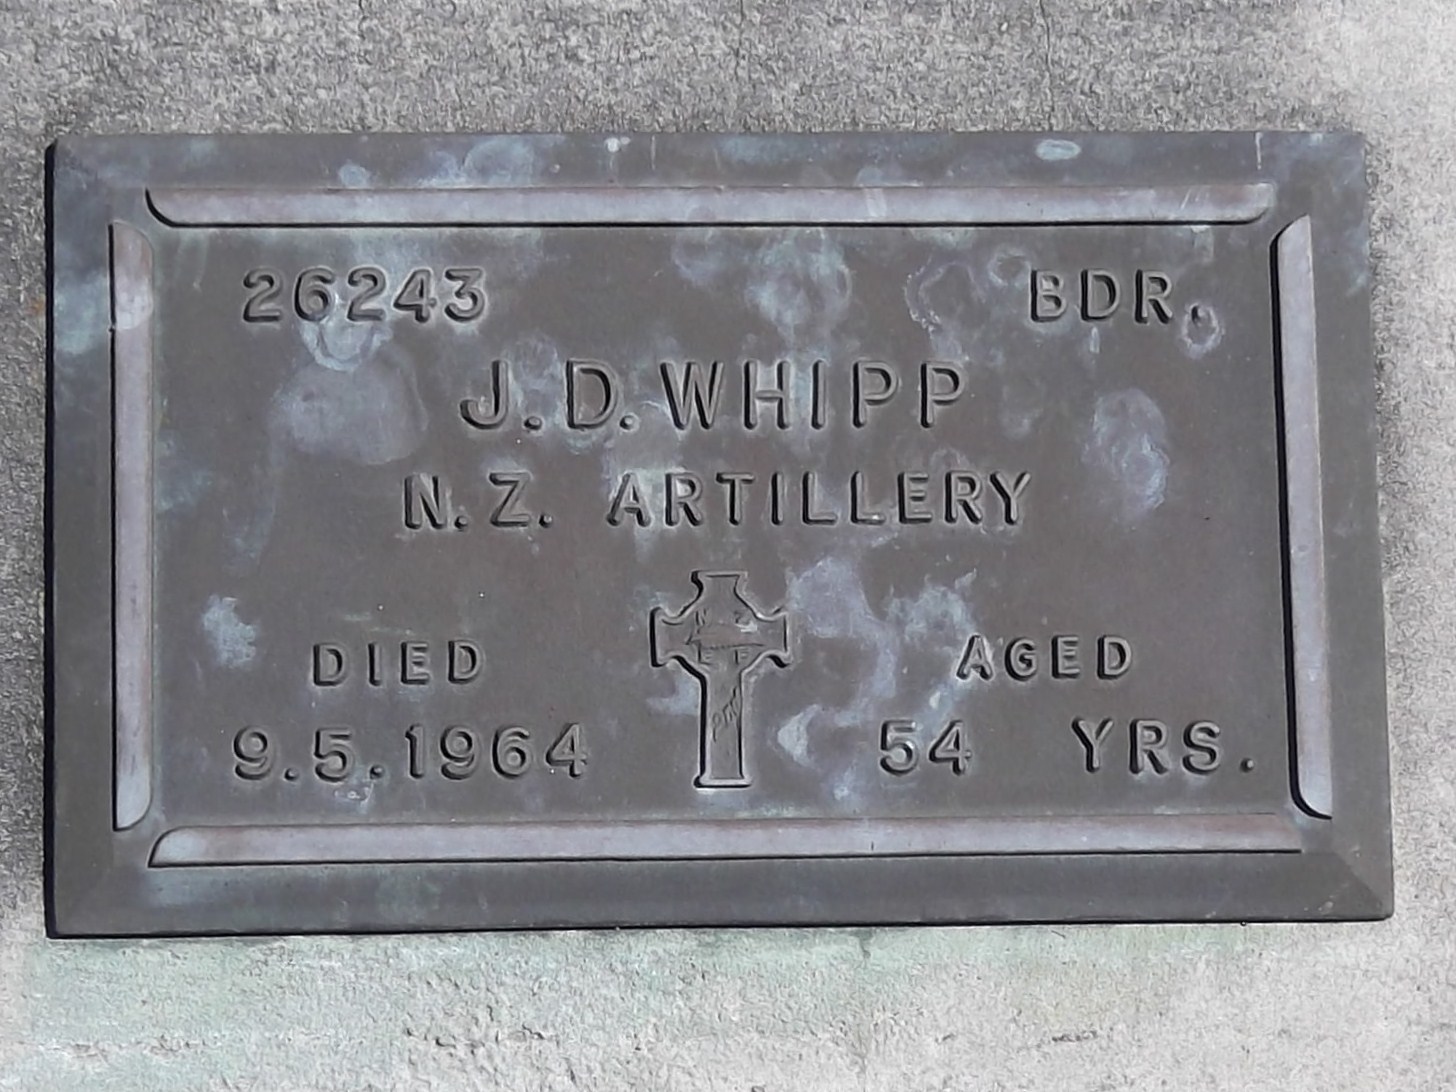 26243 BDR.
J.D.WHIPP
N.Z. ARTILLERY
N Z
E F
DIED AGED
9.5.1964 54 YRS.